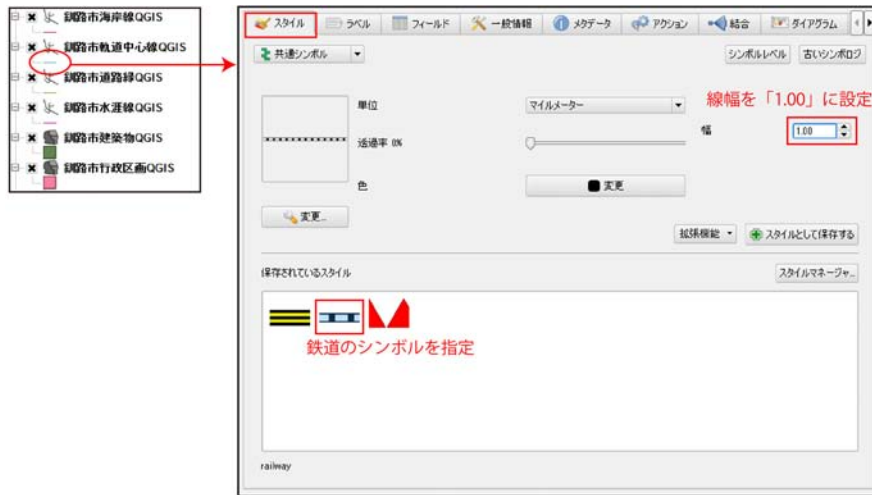 釧路市海岸線QGIS
釧路市軌道中心線QGIS
釧路市道路縁QGIS
釧路市水涯線QGIS
釧路市建築物QGIS
釧路市行政区画QGIS
スタイル
ラベル
フィールド
一般情報
メタデータ
アクション
結合
ダイアグラム
共通シンボル
シンボルレベル
古いシンボロジ
単位
マイルメーター
線幅を「1.00」に設定
透過率 0%
幅
1.00
色
変更
変更...
拡張機能
スタイルとして保存する
保存されているスタイル
スタイルマネージャ...
鉄道のシンボルを指定
railway